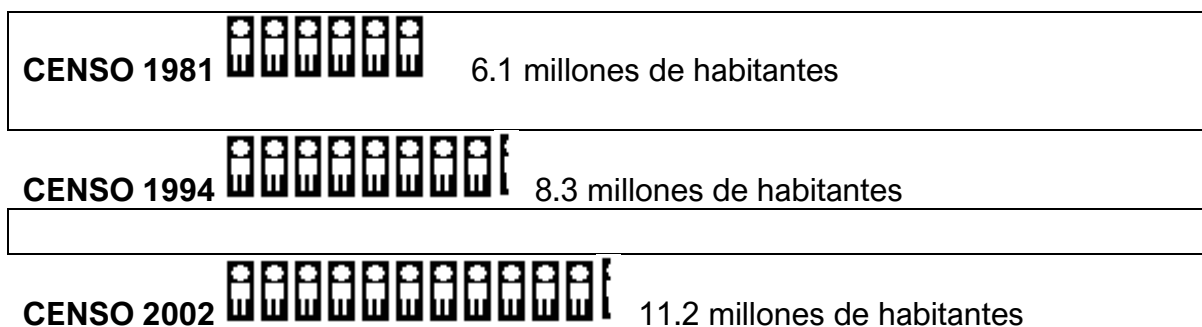 CENSO 1981 6.1 millones de habitantes
CENSO 1994 8.3 millones de habitantes
CENSO 2002 11.2 millones de habitantes